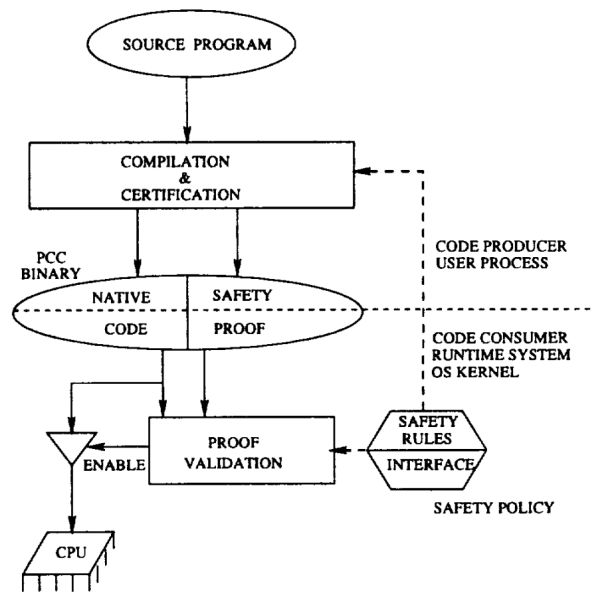 SOURCE PROGRAM
COMPILATION
&
CERTIFICATION
PCC
BINARY
CODE PRODUCER
USER PROCESS
NATIVE
SAFETY
CODE
PROOF
CODE CONSUMER
RUNTIME SYSTEM
OS KERNEL
PROOF
VALIDATION
ENABLE
SAFETY
RULES
INTERFACE
SAFETY POLICY
CPU